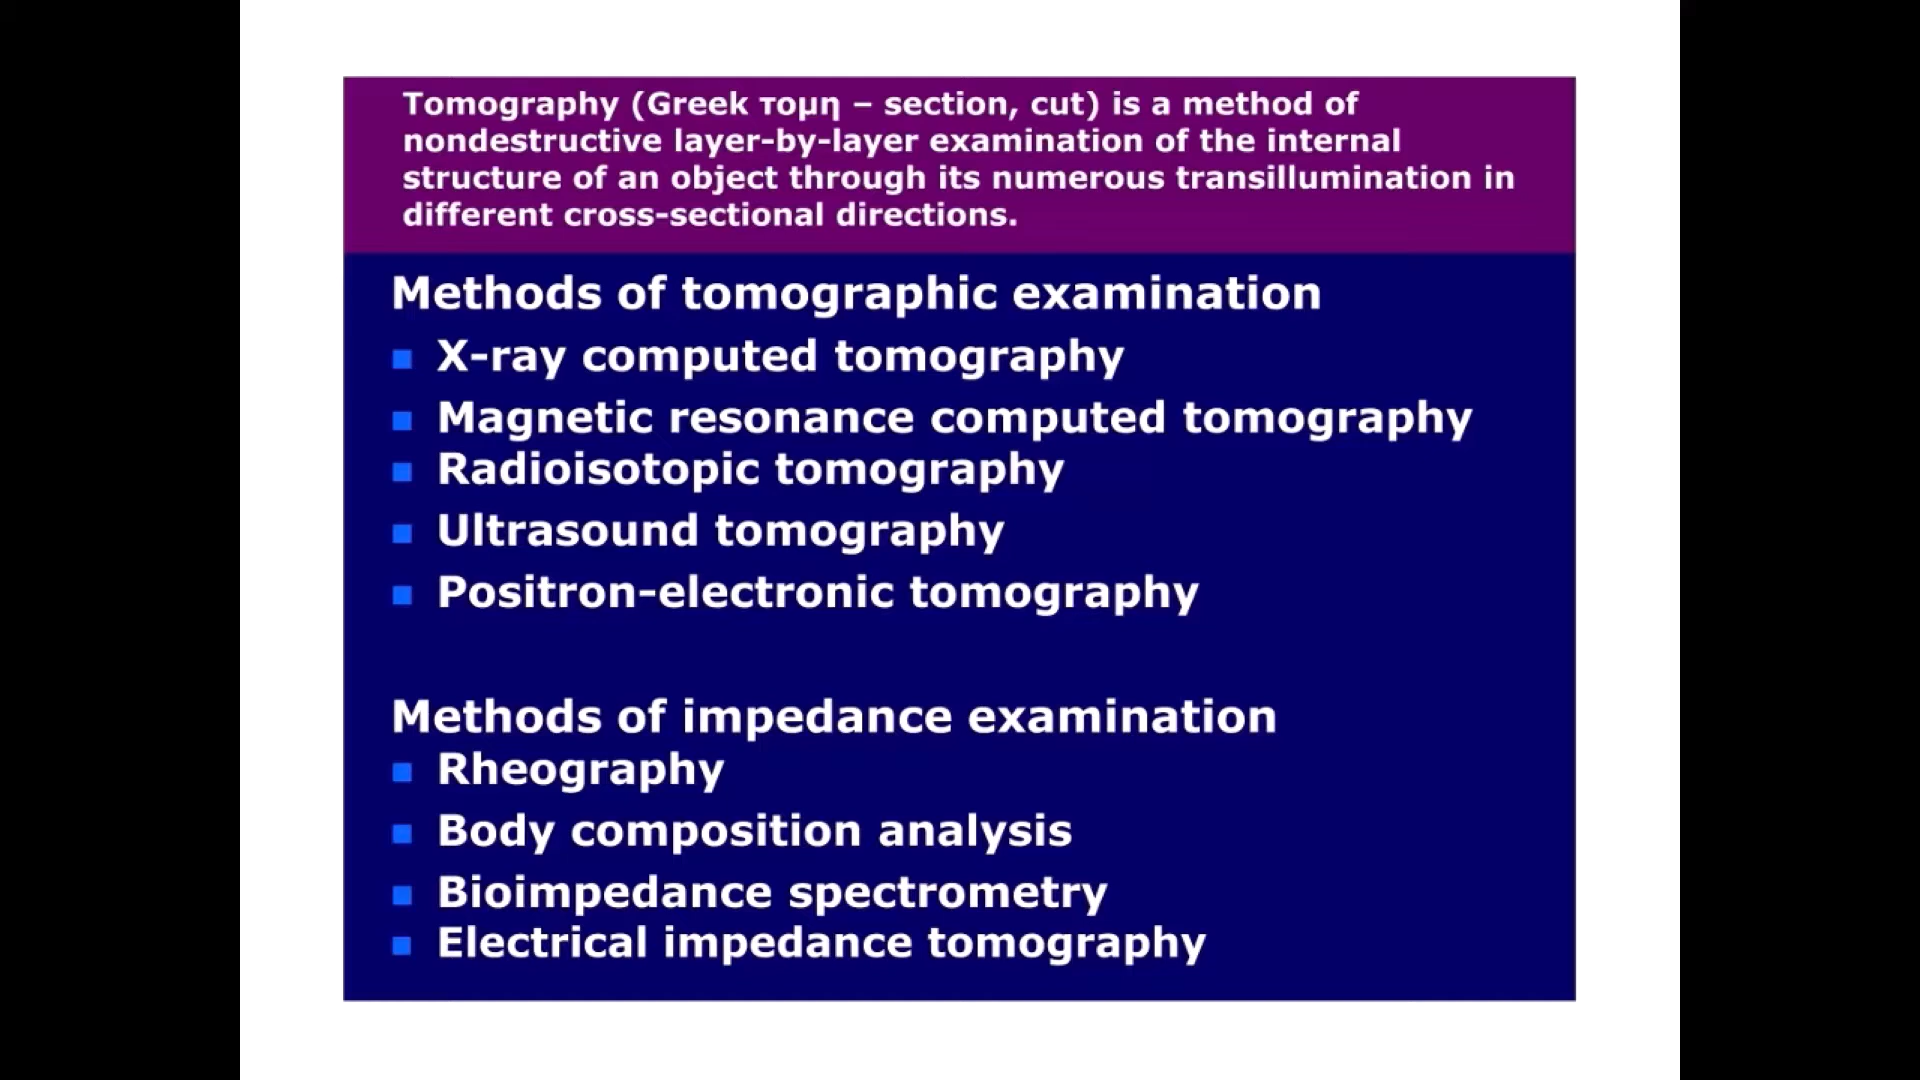 Tomography (Greek τομη – section, cut) is a method of
nondestructive layer-by-layer examination of the internal
structure of an object through its numerous transillumination in
different cross-sectional directions.
Methods of tomographic examination
X-ray computed tomography
Magnetic resonance computed tomography
Radioisotopic tomography
Ultrasound tomography
Positron-electronic tomography
Methods of impedance examination
Rheography
Body composition analysis
Bioimpedance spectrometry
Electrical impedance tomography